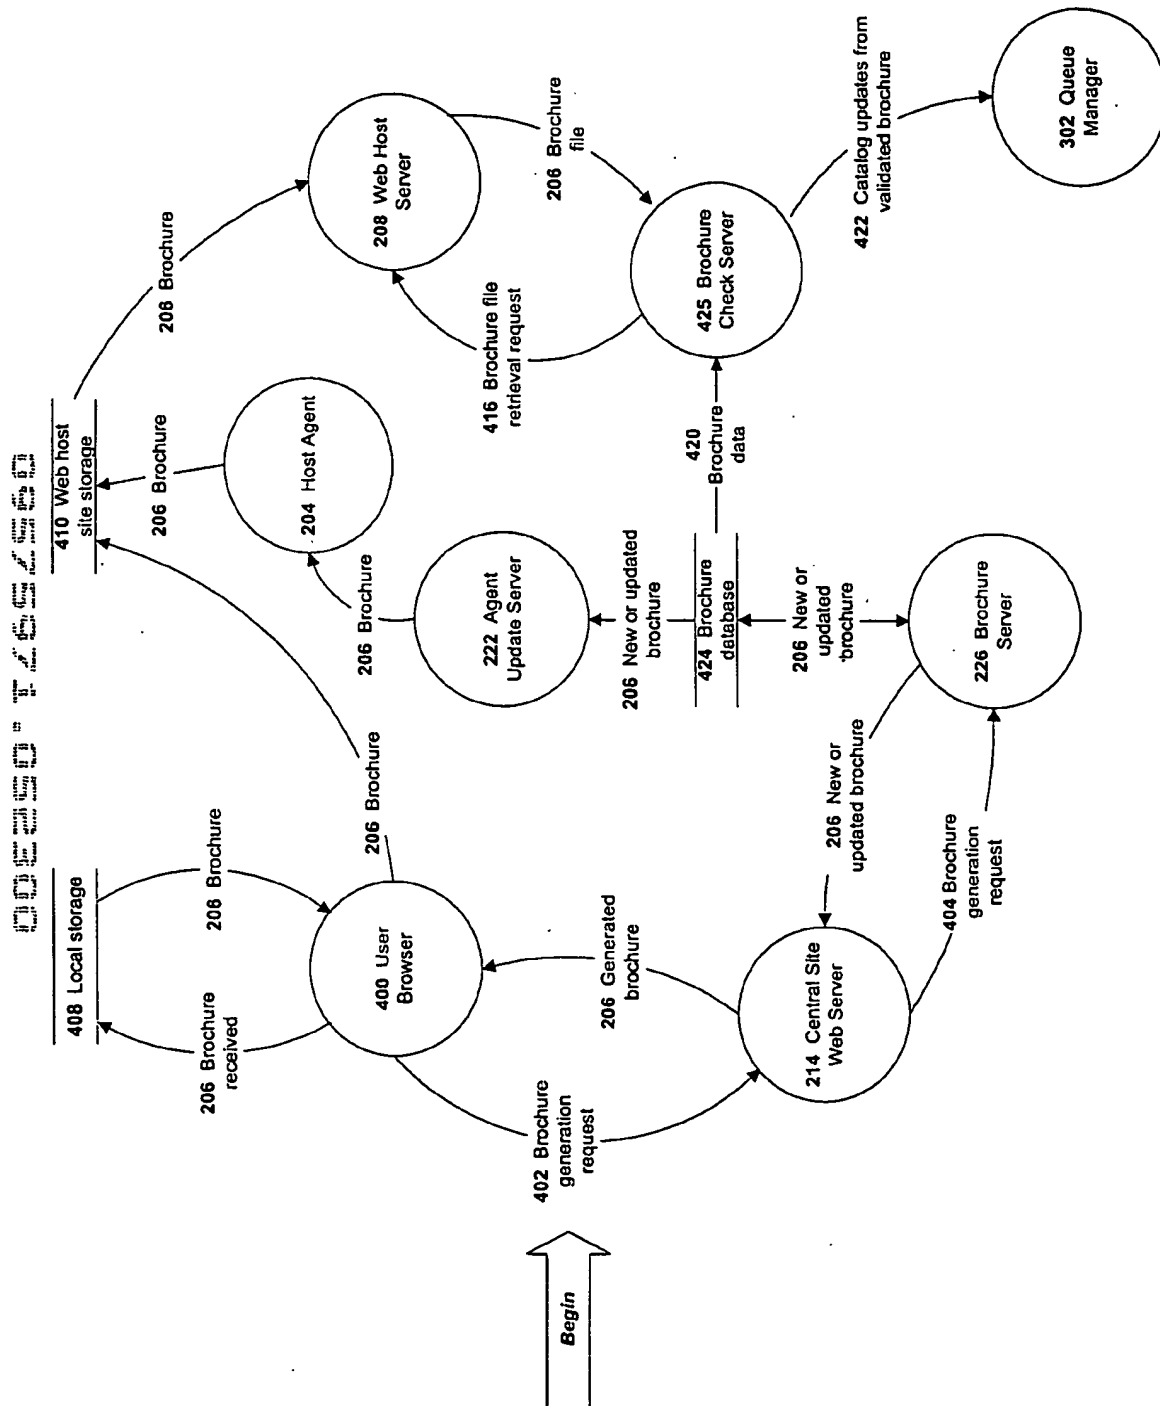 408 Local storage
410 Web host
site storage
206 Brochure
received
206 Brochure
206 Brochure
206 Brochure
206 Brochure
400 User
Browser
204 Host Agent
208 Web Host
Server
206 Brochure
206 Brochure
222 Agent
Update Server
416 Brochure file
retrieval request
206 Brochure
file
Begin
402 Brochure
generation
request
206 Generated
brochure
206 New or updated
brochure
424 Brochure
database
420
Brochure
data
425 Brochure
Check Server
214 Central Site
Web Server
206 New or
updated brochure
206 New or
updated
brochure
422 Catalog updates from
validated brochure
404 Brochure
generation
request
226 Brochure
Server
302 Queue
Manager